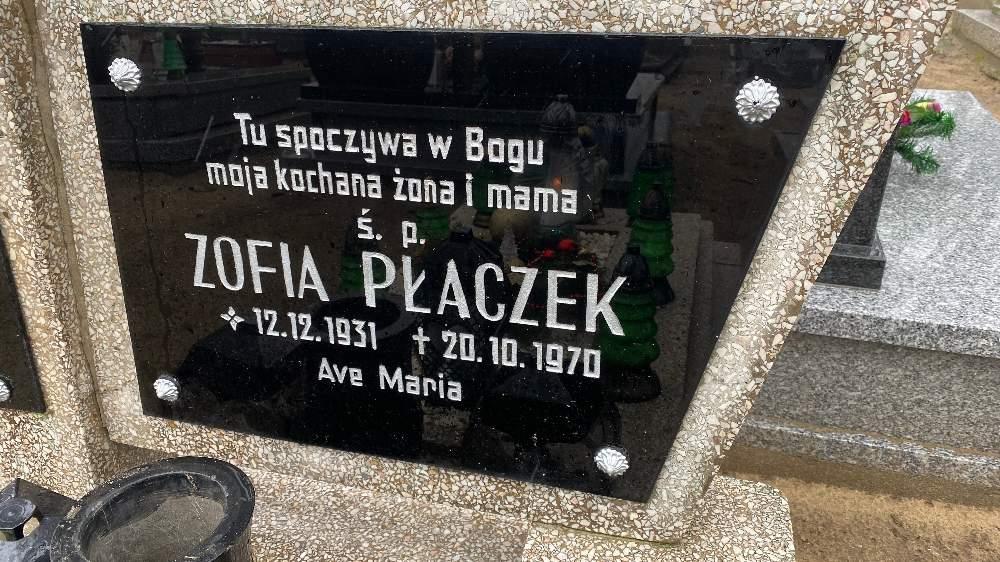 Tu spoczywa w Bogu
moja kochana żona i mama
ś. p.
ZOFIA PŁACZEK
12.12.1931 + 20.10.1970
Ave Maria